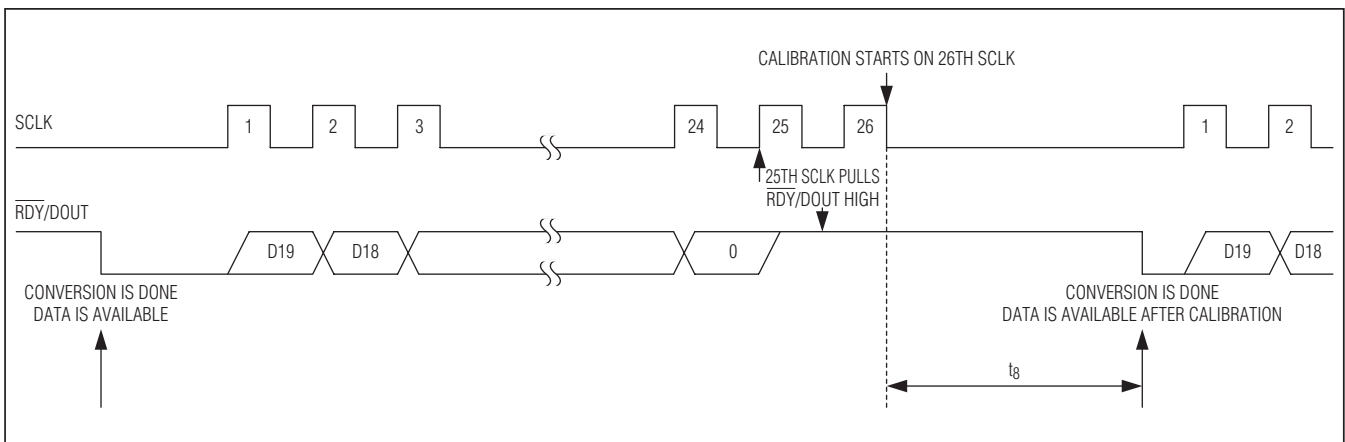 CALIBRATION STARTS ON 26TH SCLK
SCLK
1
2
3
24
25
26
1
2
25TH SCLK PULLS
RDY/DOUT HIGH
RDY/DOUT
D19
D18
0
D19
D18
CONVERSION IS DONE
DATA IS AVAILABLE
CONVERSION IS DONE
DATA IS AVAILABLE AFTER CALIBRATION
t8